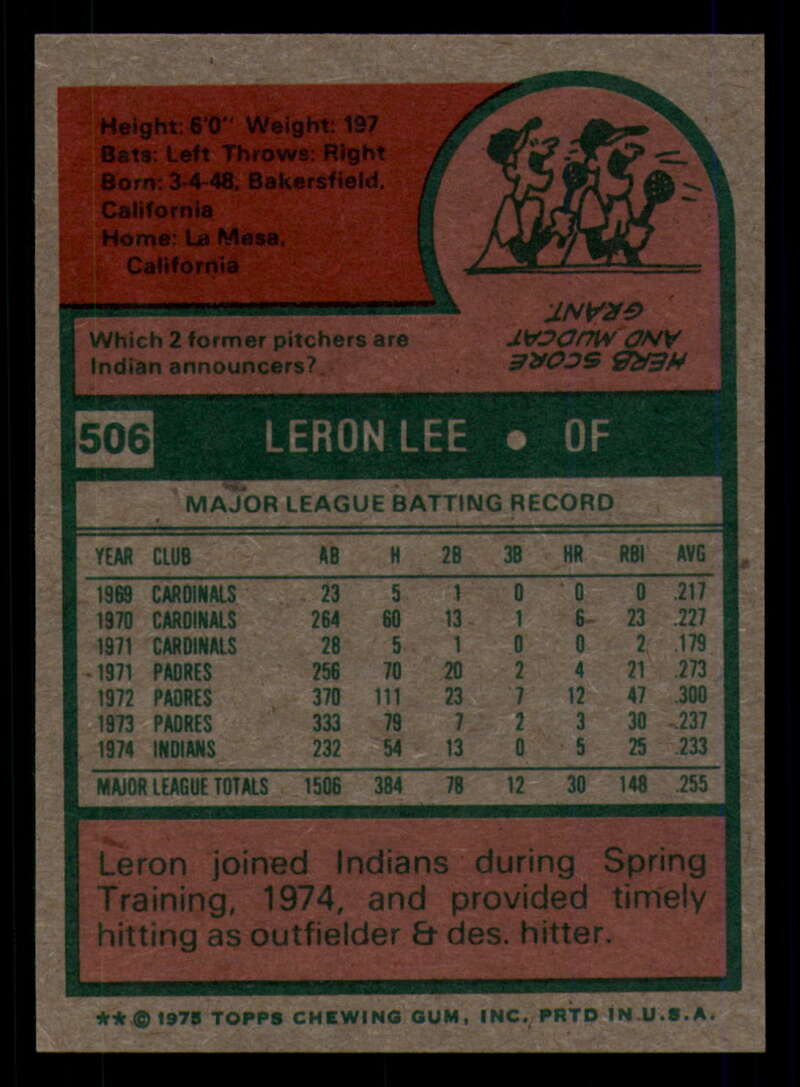 Height: 6'0" Weight: 197
Bats: Left Throws: Right
Born: 3-4-48, Bakersfield,
California
Home: La Mesa,
California
Which 2 former pitchers are
Indian announcers?
HERB SCORE
AND MUDCAT
GRANT.
506 LERON LEE • OF
MAJOR LEAGUE BATTING RECORD
YEAR CLUB AB H 2B 3B HR RBI AVG
1969 CARDINALS 23 5 1 0 0 0 .217
1970 CARDINALS 264 60 13 1 6 23 .227
1971 CARDINALS 28 5 1 0 0 2 .179
1971 PADRES 256 70 20 2 4 21 .273
1972 PADRES 370 111 23 7 12 47 .300
1973 PADRES 333 79 7 2 3 30 .237
1974 INDIANS 232 54 13 0 5 25 .233
MAJOR LEAGUE TOTALS 1506 384 78 12 30 148 .255
Leron joined Indians during Spring
Training, 1974, and provided timely
hitting as outfielder & des. hitter.
**© 1975 TOPPS CHEWING GUM, INC. PRTD IN U.S.A.